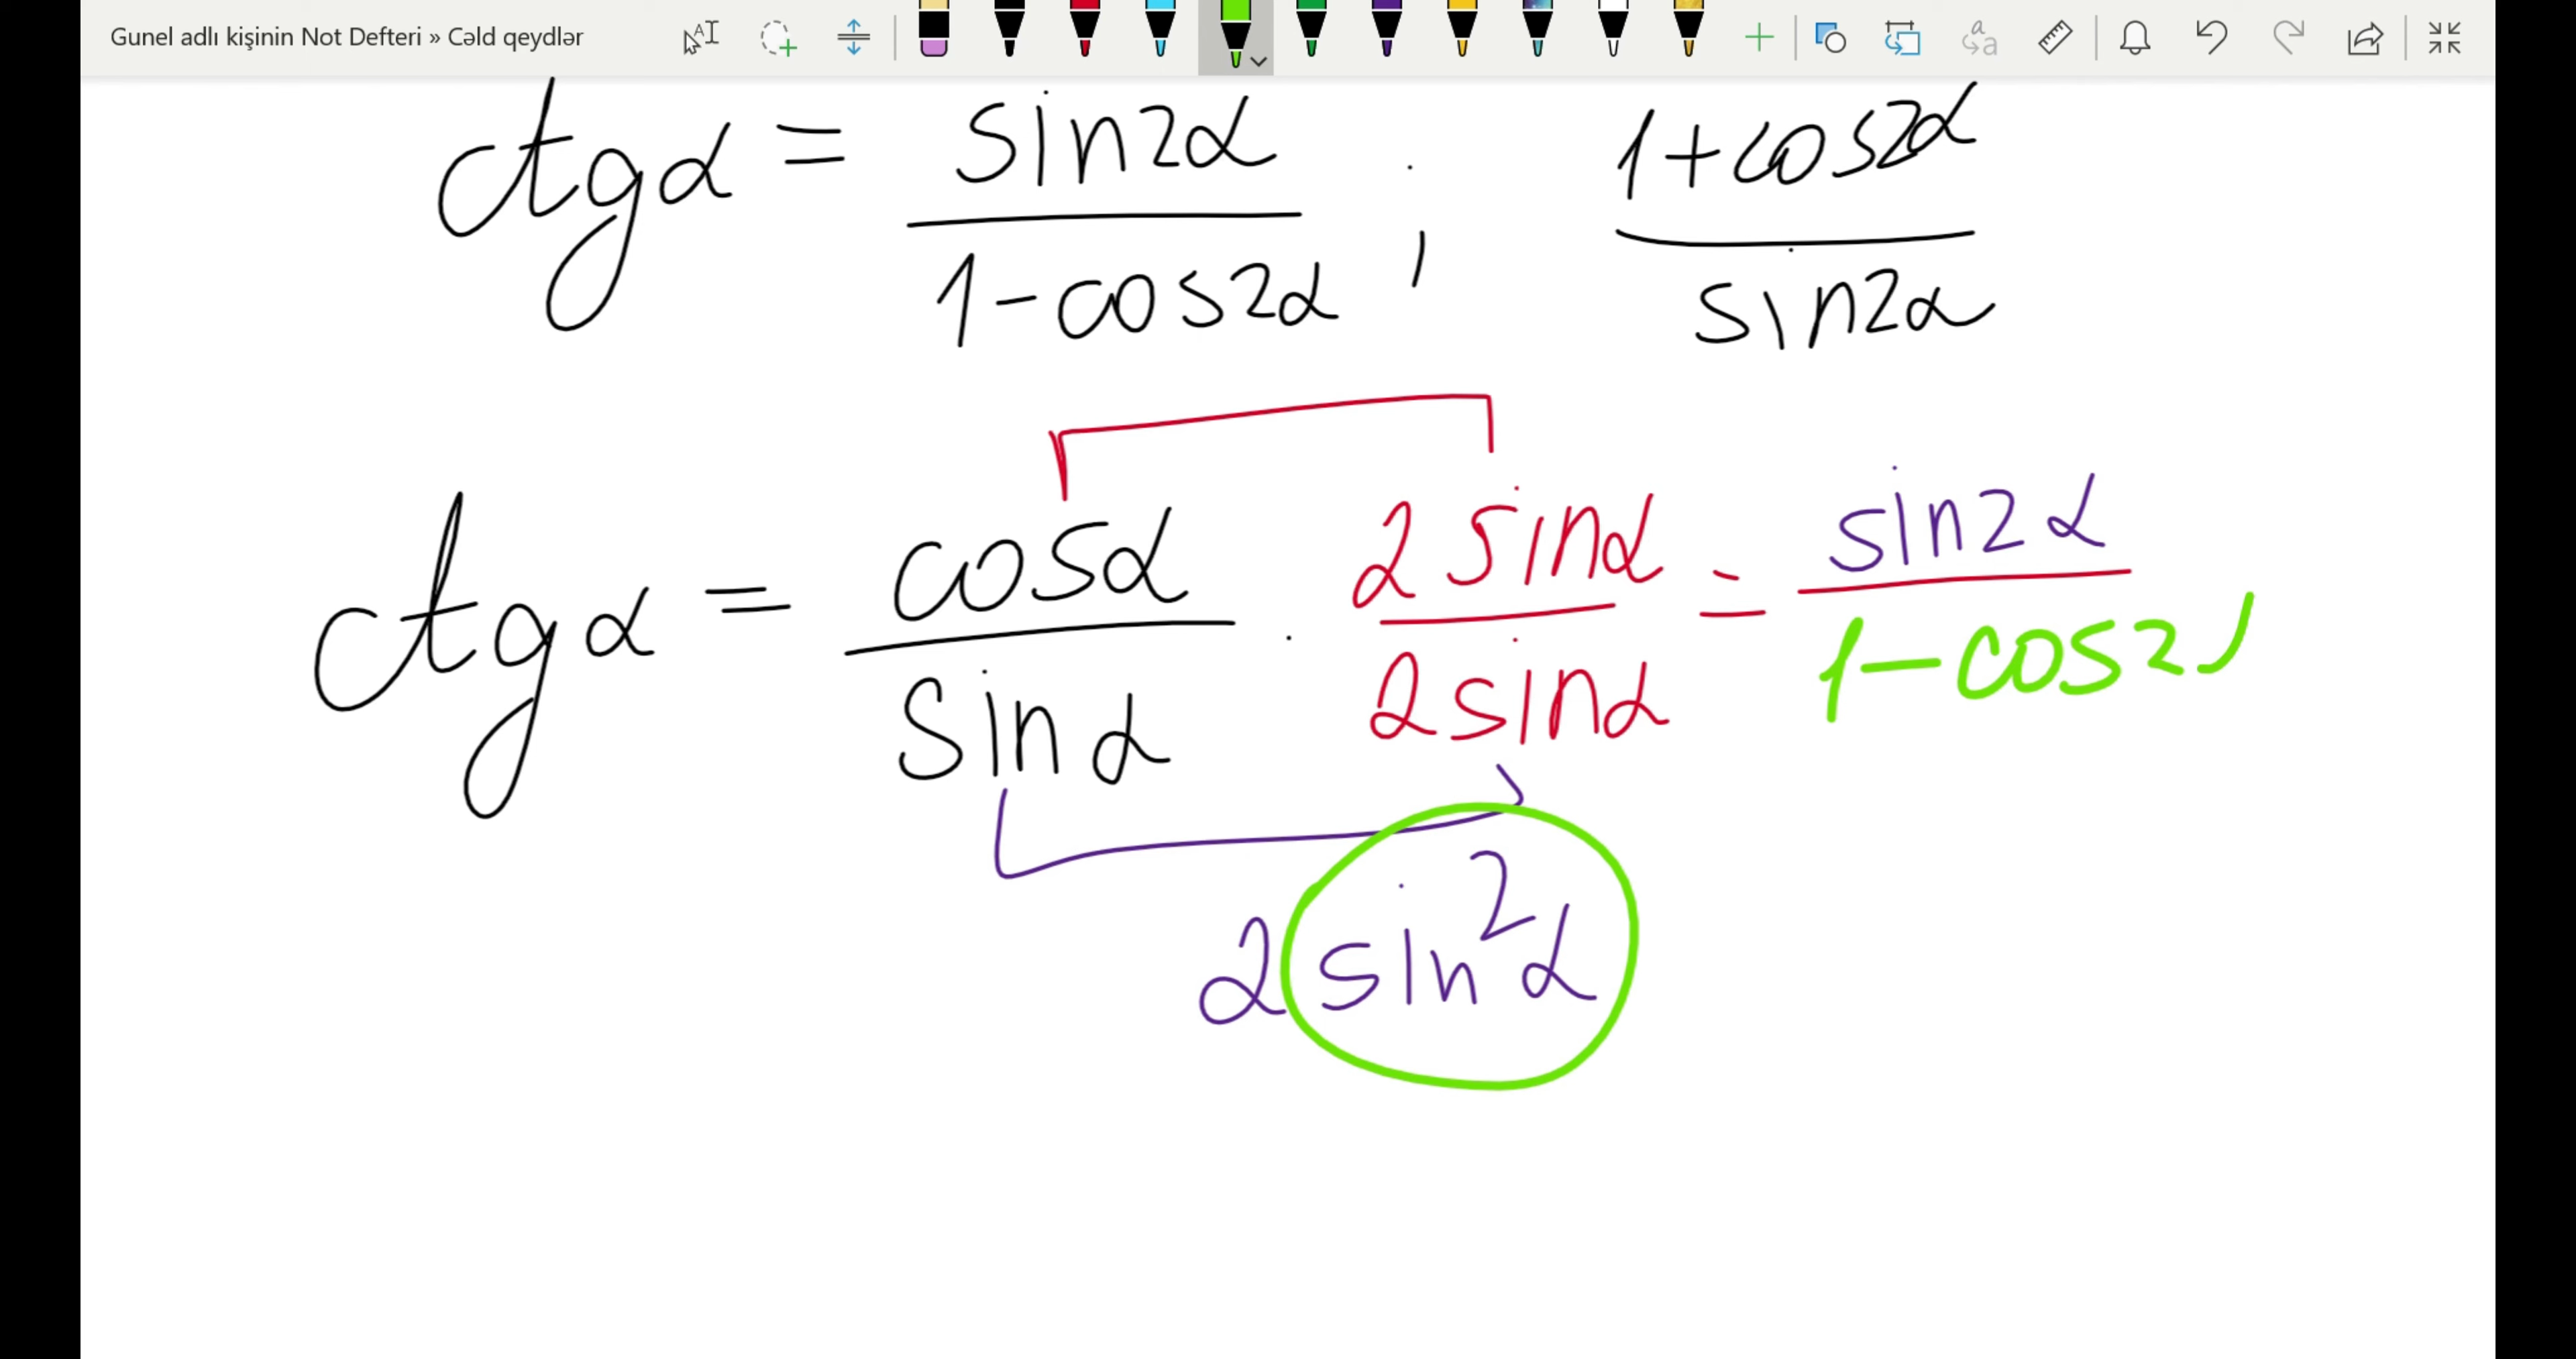 Gunel adlı kişinin Not Defteri » Cəld qeydlər
ctgα = sin2α / 1-cos2α , 1+cos2α / sin2α
ctgα = cosα / sinα · 2sinα / 2sinα = sin2α / 1-cos2
2sin²α